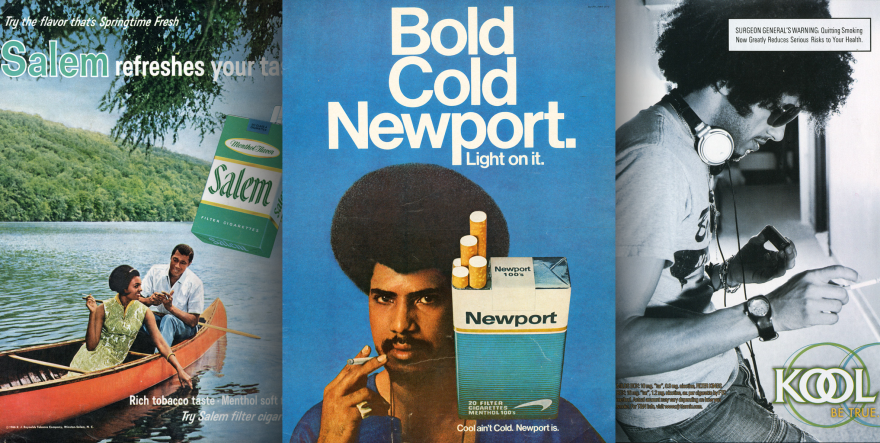 Try the flavor that's Springtime Fresh
Salem refreshes your ta
Menthol Fresh
Salem
FILTER CIGARETTES
Rich tobacco taste · Menthol soft
Try Salem filter cigar
Bold
Cold
Newport.
Light on it.
Newport
100's
Newport
20 FILTER
CIGARETTES
MENTHOL 100's
Cool ain't Cold. Newport is.
SURGEON GENERAL'S WARNING: Quitting Smoking
Now Greatly Reduces Serious Risks to Your Health.
KOOL
BE TRUE